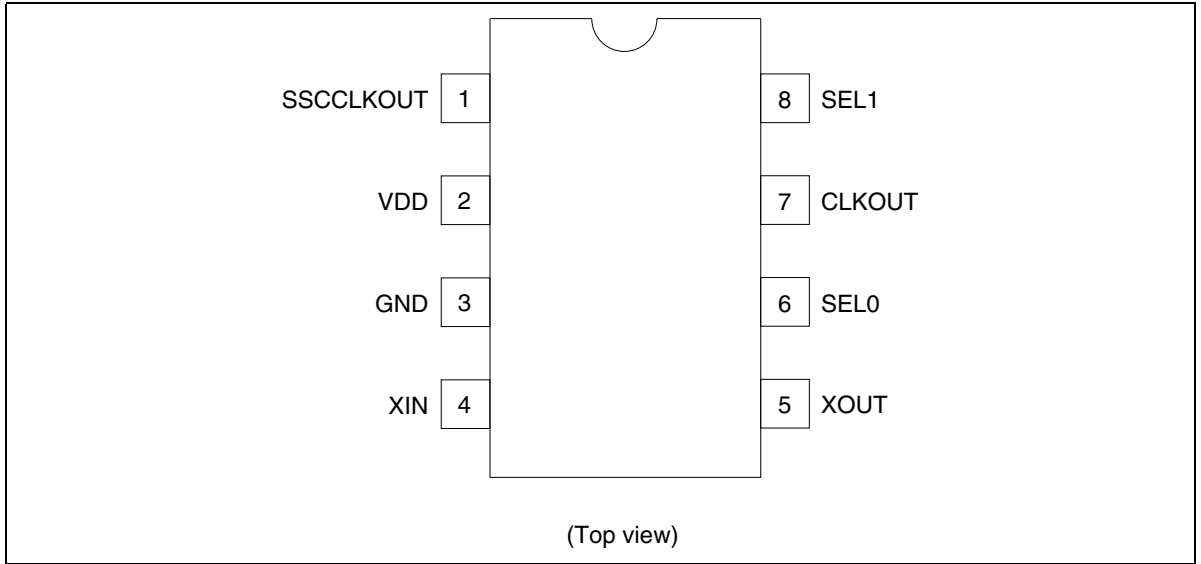 SSCCLKOUT 1 8 SEL1
VDD 2 7 CLKOUT
GND 3 6 SEL0
XIN 4 5 XOUT
(Top view)